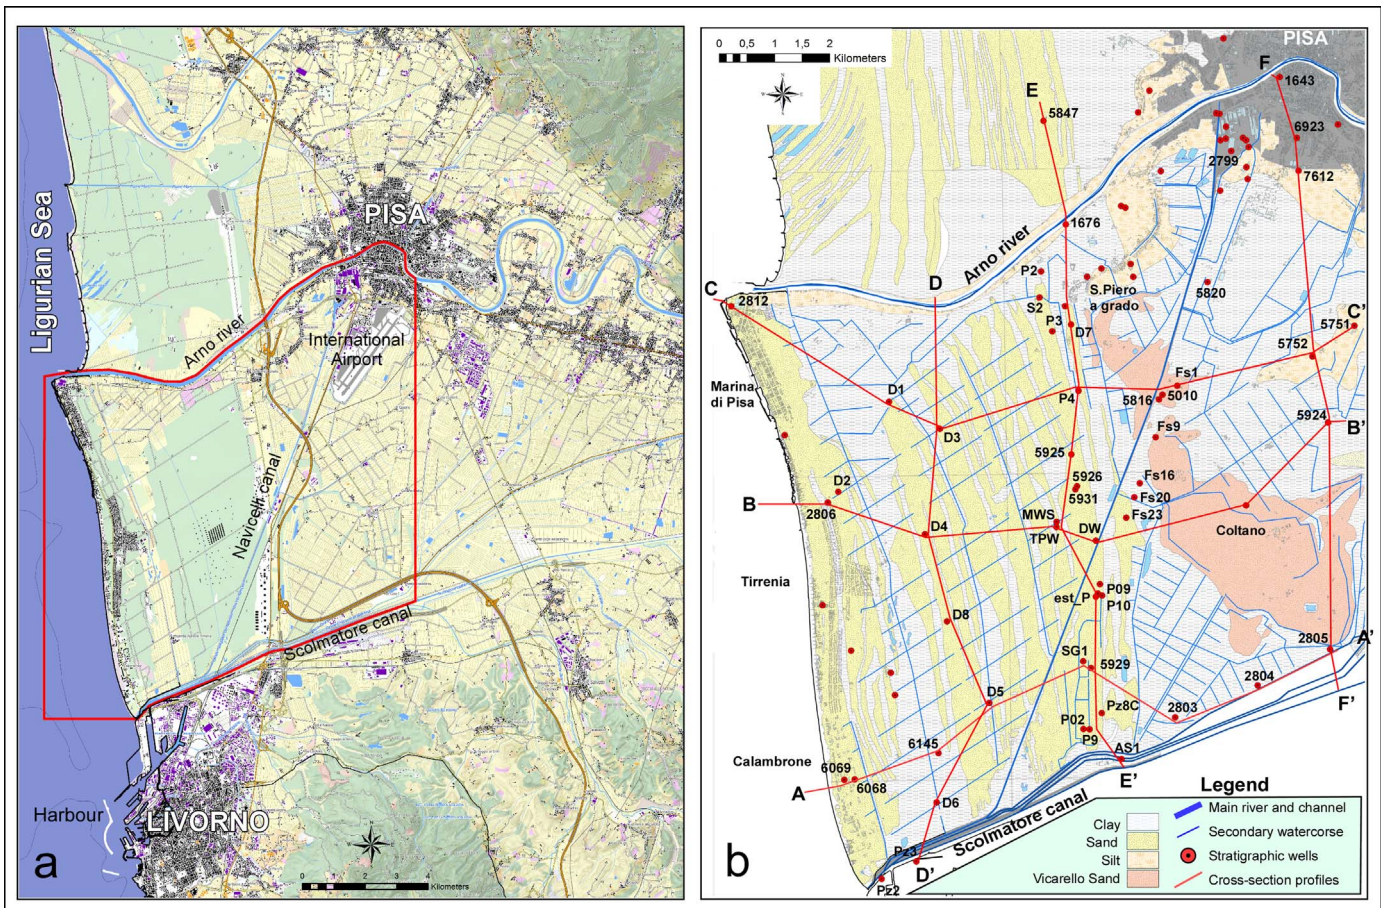 Ligurian Sea
Arno river
PISA
International
Airport
Navicelli canal
Scolmatore canal
Harbour
LIVORNO
a
0 1 2 3 4
Kilometers
0 0,5 1 1,5 2
Kilometers
PISA
F
1643
E
5847
6923
2799
7612
1676
Arno river
P2
S.Piero
a grado
5820
D
C
2812
S2
P3
D7
C'
5751
5752
Marina
di Pisa
D1
P4
Fs1
5816
5010
5924
B'
D3
Fs9
5925
D2
5926
5931
Fs16
Fs20
Fs23
B
2806
D4
MWS
TPW
DW
Coltano
Tirrenia
P09
est_P
P10
D8
2805
A'
SG1
5929
2804
F'
D5
Pz8C
2803
P02
P9
6145
AS1
Calambrone
6069
6068
A
E'
D6
Scolmatore canal
Pz3
D'
Pz2
b
Legend
Main river and channel
Clay
Secondary watercorse
Sand
Silt
Stratigraphic wells
Vicarello Sand
Cross-section profiles